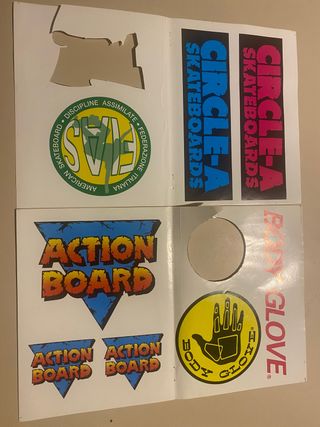 CIRCLE-A
SKATEBOARDS
CIRCLE-A
SKATEBOARDS
AMERICAN SKATEBOARD • DISCIPLINE ASSIMILATE • FEDERAZIONE ITALIANA
ACTION
BOARD
ACTION
BOARD
ACTION
BOARD
BODY GLOVE®
BODY GLOVE®